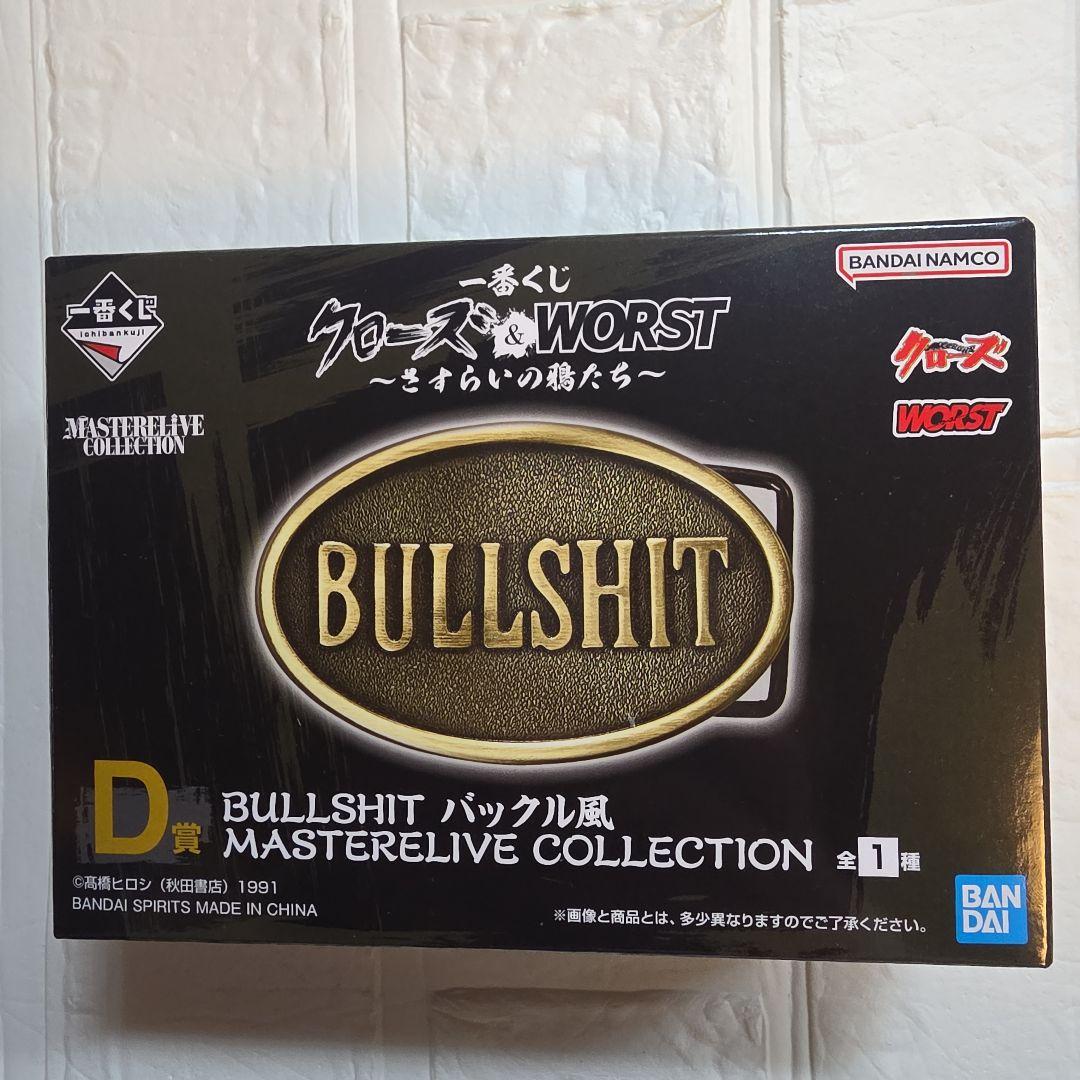 一番くじ
ichibankuji
一番くじ
クローズ & WORST
〜さすらいの鴉たち〜
BANDAI NAMCO
クローズ
WORST
MASTERELIVE
COLLECTION
BULLSHIT
D賞
BULLSHIT バックル風
MASTERELIVE COLLECTION
全1種
©髙橋ヒロシ（秋田書店）1991
BANDAI SPIRITS MADE IN CHINA
※画像と商品とは、多少異なりますのでご了承ください。
BAN
DAI